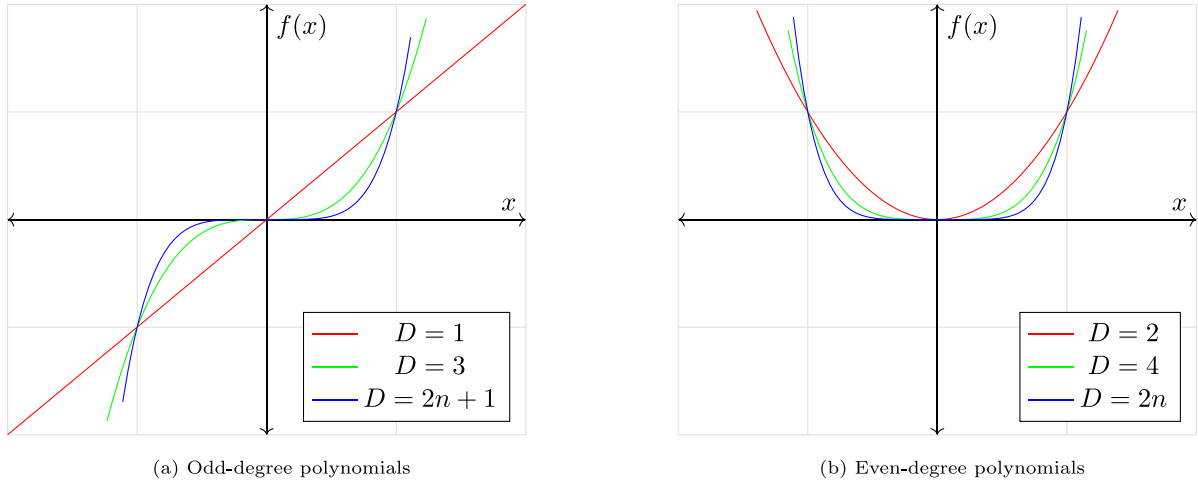 f(x)
x
D = 1
D = 3
D = 2n + 1
(a) Odd-degree polynomials
f(x)
x
D = 2
D = 4
D = 2n
(b) Even-degree polynomials